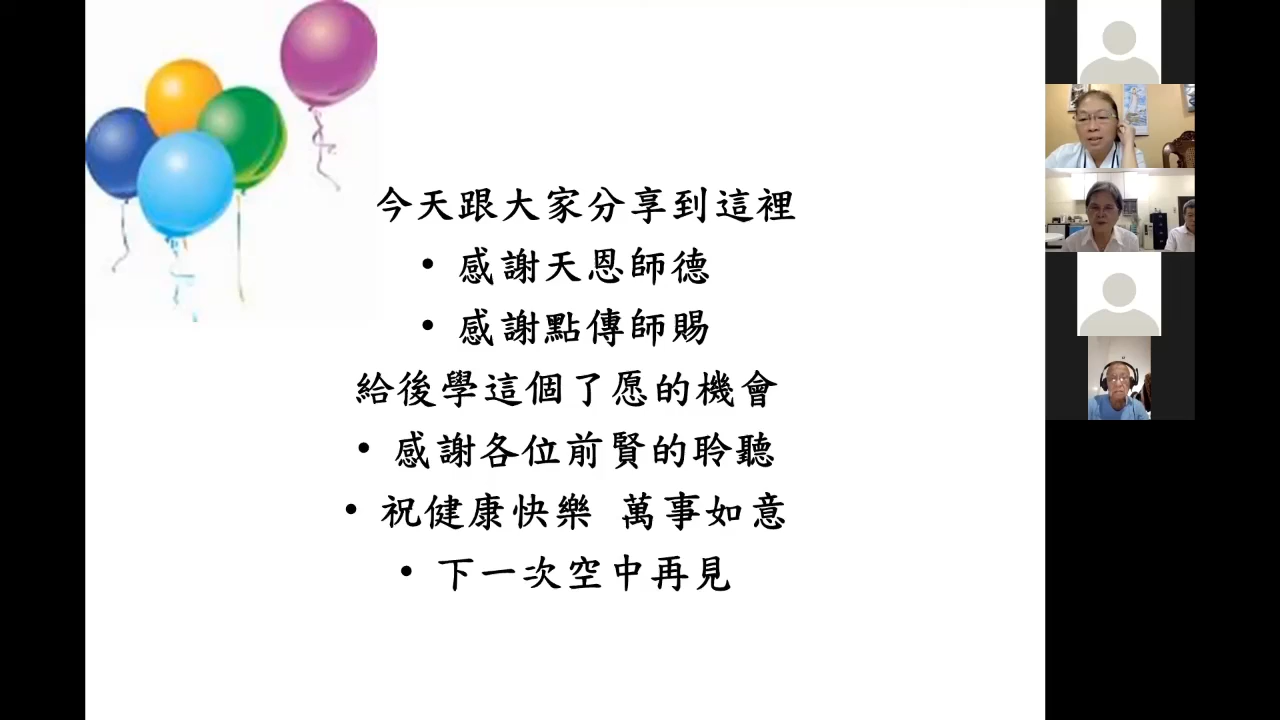 今天跟大家分享到這裡
• 感謝天恩師德
• 感謝點傳師賜
給後學這個了愿的機會
• 感謝各位前賢的聆聽
• 祝健康快樂 萬事如意
• 下一次空中再見